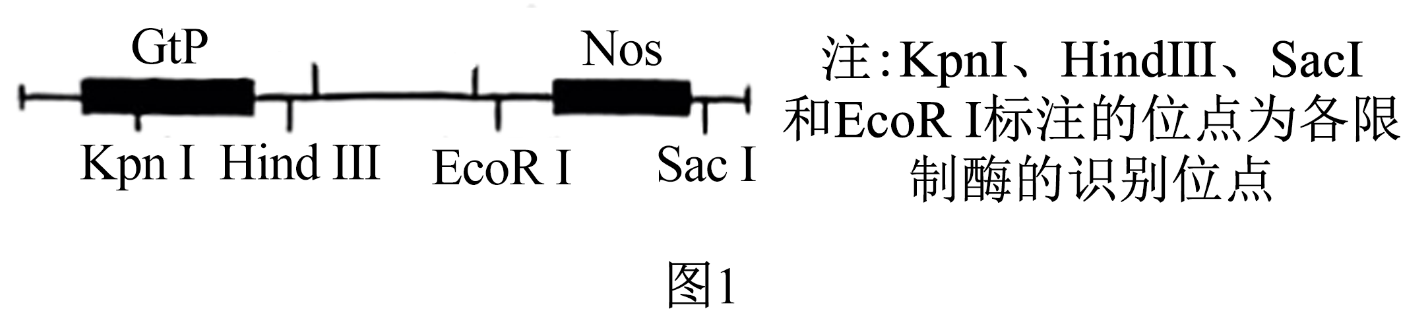 GtP
Nos
Kpn I
Hind III
EcoR I
Sac I
注:KpnI、HindIII、SacI
和EcoR I标注的位点为各限
制酶的识别位点
图1